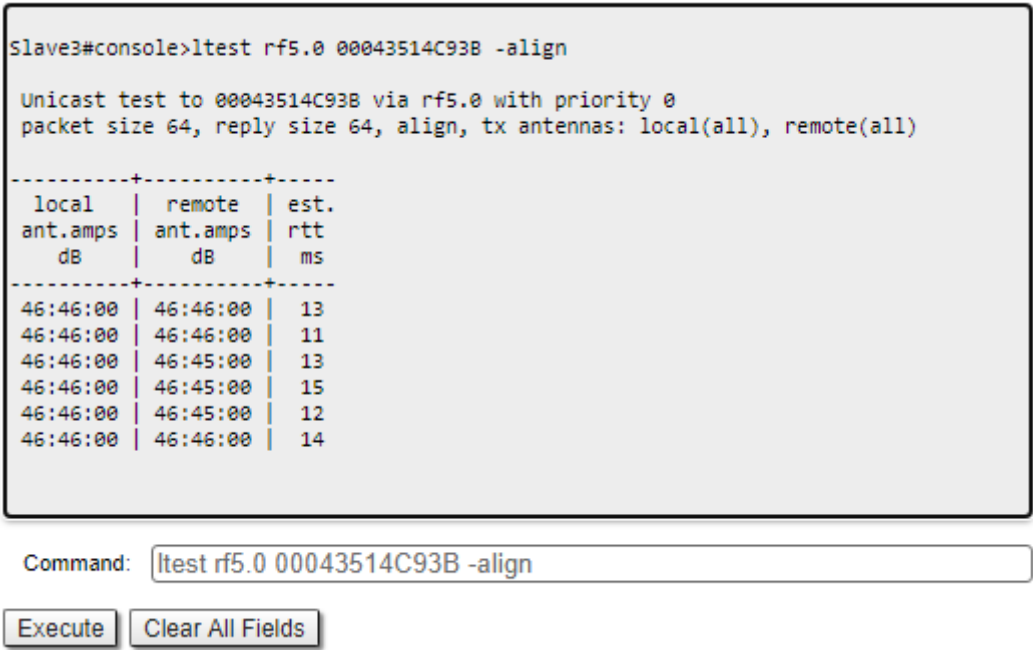 Slave3#console>ltest rf5.0 00043514C93B -align
Unicast test to 00043514C93B via rf5.0 with priority 0
packet size 64, reply size 64, align, tx antennas: local(all), remote(all)
----------+----------+-----
local | remote | est.
ant.amps | ant.amps | rtt
dB | dB | ms
----------+----------+-----
46:46:00 | 46:46:00 | 13
46:46:00 | 46:46:00 | 11
46:46:00 | 46:45:00 | 13
46:46:00 | 46:45:00 | 15
46:46:00 | 46:45:00 | 12
46:46:00 | 46:46:00 | 14
Command: ltest rf5.0 00043514C93B -align
Execute Clear All Fields